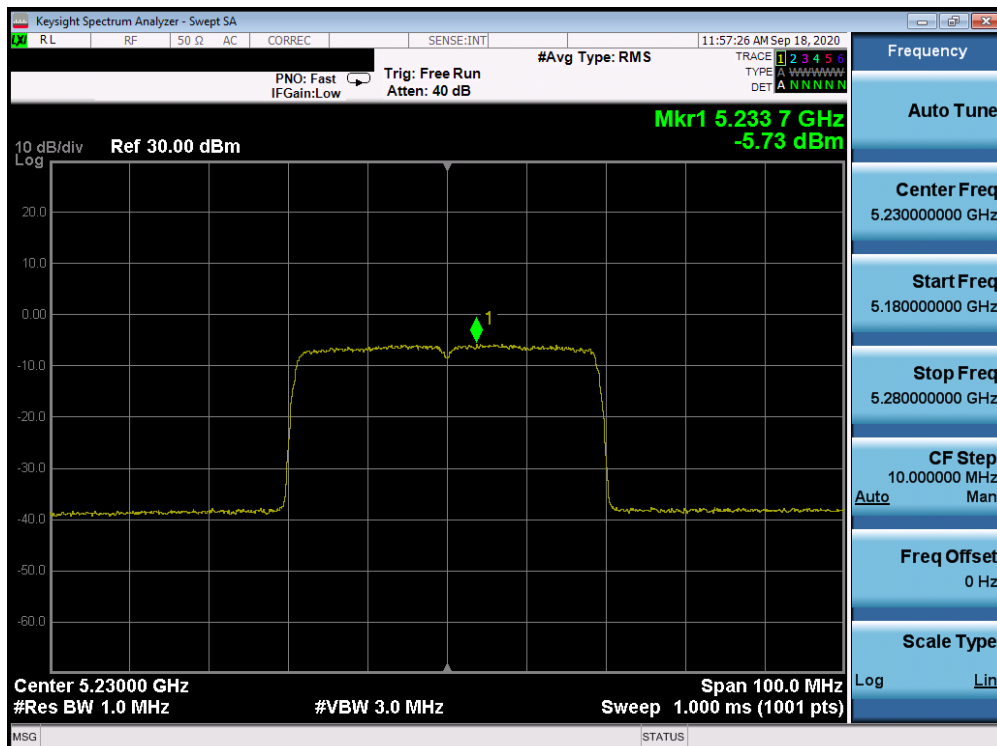 Keysight Spectrum Analyzer - Swept SA
LXI RL RF 50 Ω AC CORREC SENSE:INT 11:57:26 AM Sep 18, 2020
#Avg Type: RMS
TRACE 1 2 3 4 5 6
PNO: Fast Trig: Free Run TYPE A WWWWW
IFGain:Low Atten: 40 dB DET A N N N N N
Mkr1 5.233 7 GHz
-5.73 dBm
10 dB/div Ref 30.00 dBm
Log
20.0
10.0
0.00
1
-10.0
-20.0
-30.0
-40.0
-50.0
-60.0
Center 5.23000 GHz Span 100.0 MHz
#Res BW 1.0 MHz #VBW 3.0 MHz Sweep 1.000 ms (1001 pts)
MSG STATUS
Frequency
Auto Tune
Center Freq
5.230000000 GHz
Start Freq
5.180000000 GHz
Stop Freq
5.280000000 GHz
CF Step
10.000000 MHz
Auto Man
Freq Offset
0 Hz
Scale Type
Log Lin